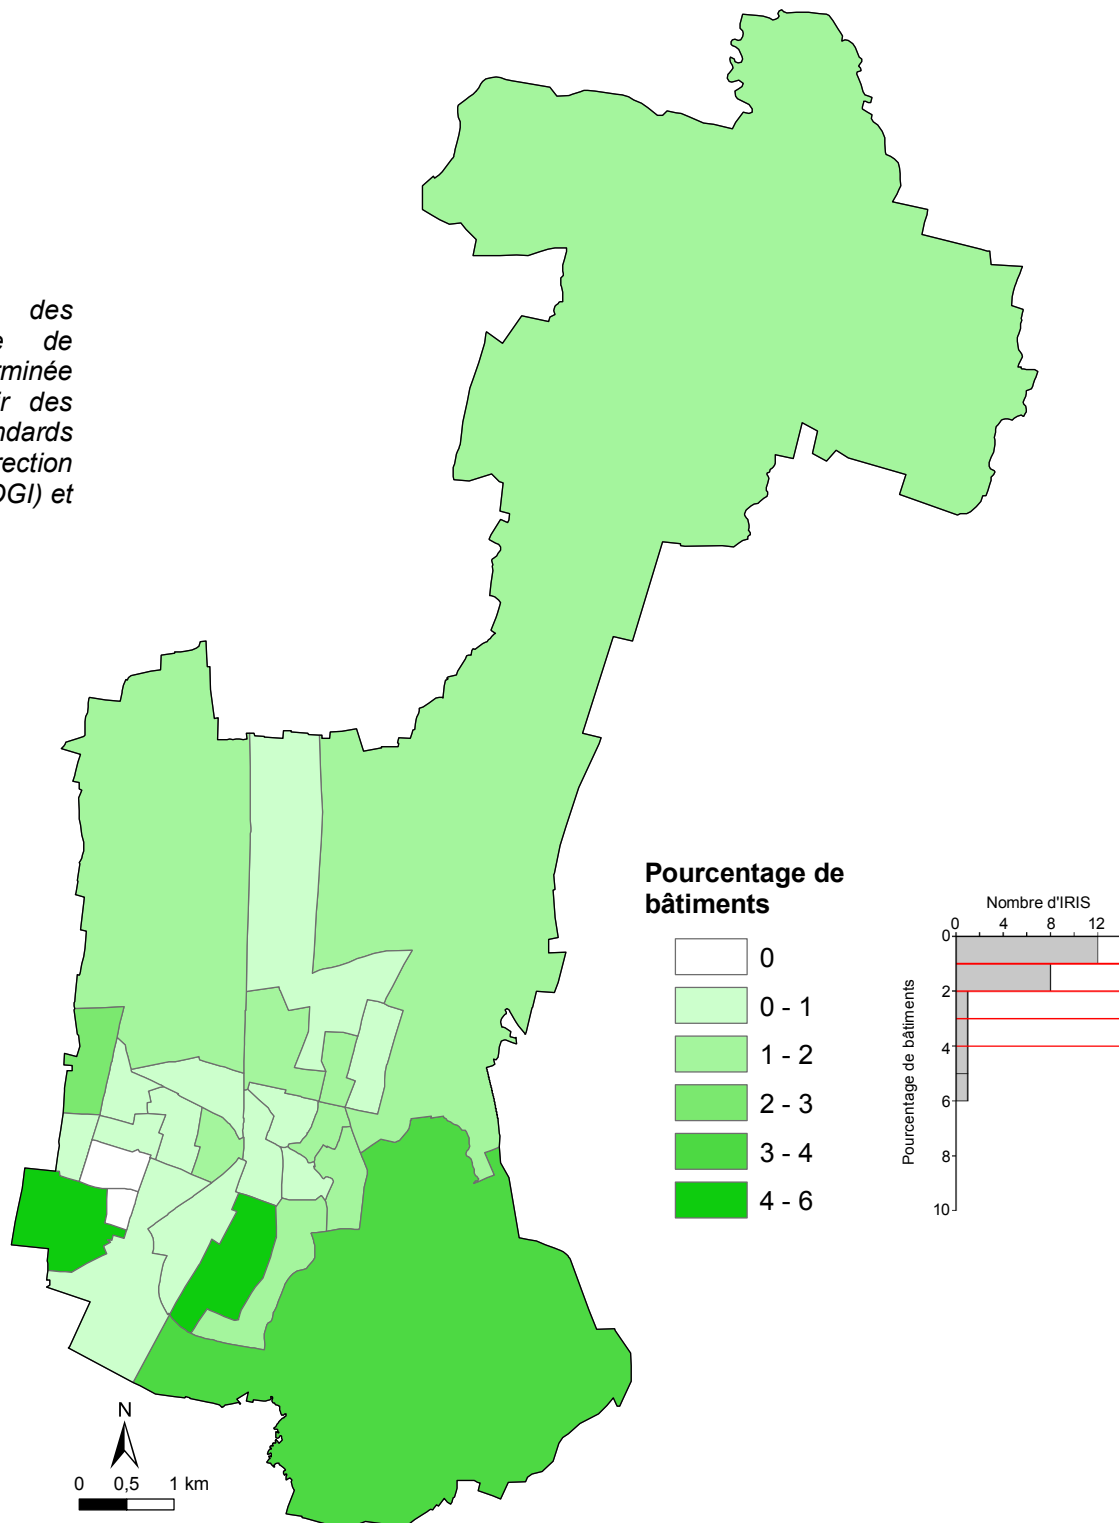 des
de
rminée
r des
ndards
rection
OGI) et
Pourcentage de
bâtiments
0
0 - 1
1 - 2
2 - 3
3 - 4
4 - 6
Nombre d'IRIS
0 4 8 12
Pourcentage de bâtiments
0
2
4
6
8
10
N
0 0,5 1 km